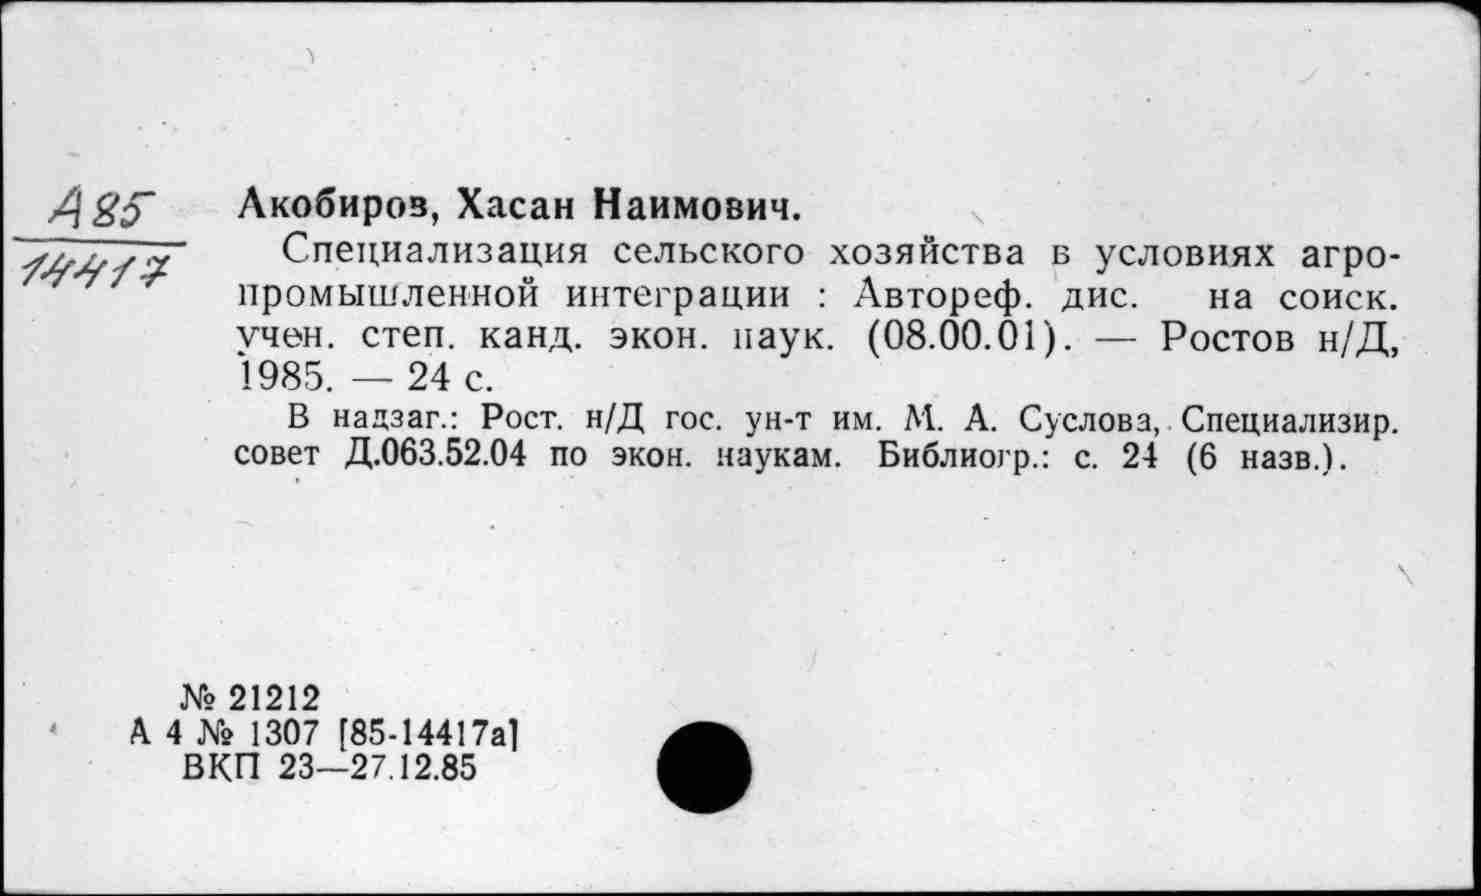 А85
14417
Акобиров, Хасан Наимович.
Специализация сельского хозяйства в условиях агро-
промышленной интеграции : Автореф. дис. на соиск.
учен. степ. канд. экон. наук. (08.00.01). — Ростов н/Д,
1985. — 24 с.
В надзаг.: Рост. н/Д гос. ун-т им. М. А. Суслова, Специализир.
совет Д.063.52.04 по экон. наукам. Библиогр.: с. 24 (6 назв.).
№ 21212
А 4 № 1307 [85-14417а]
ВКП 23—27.12.85